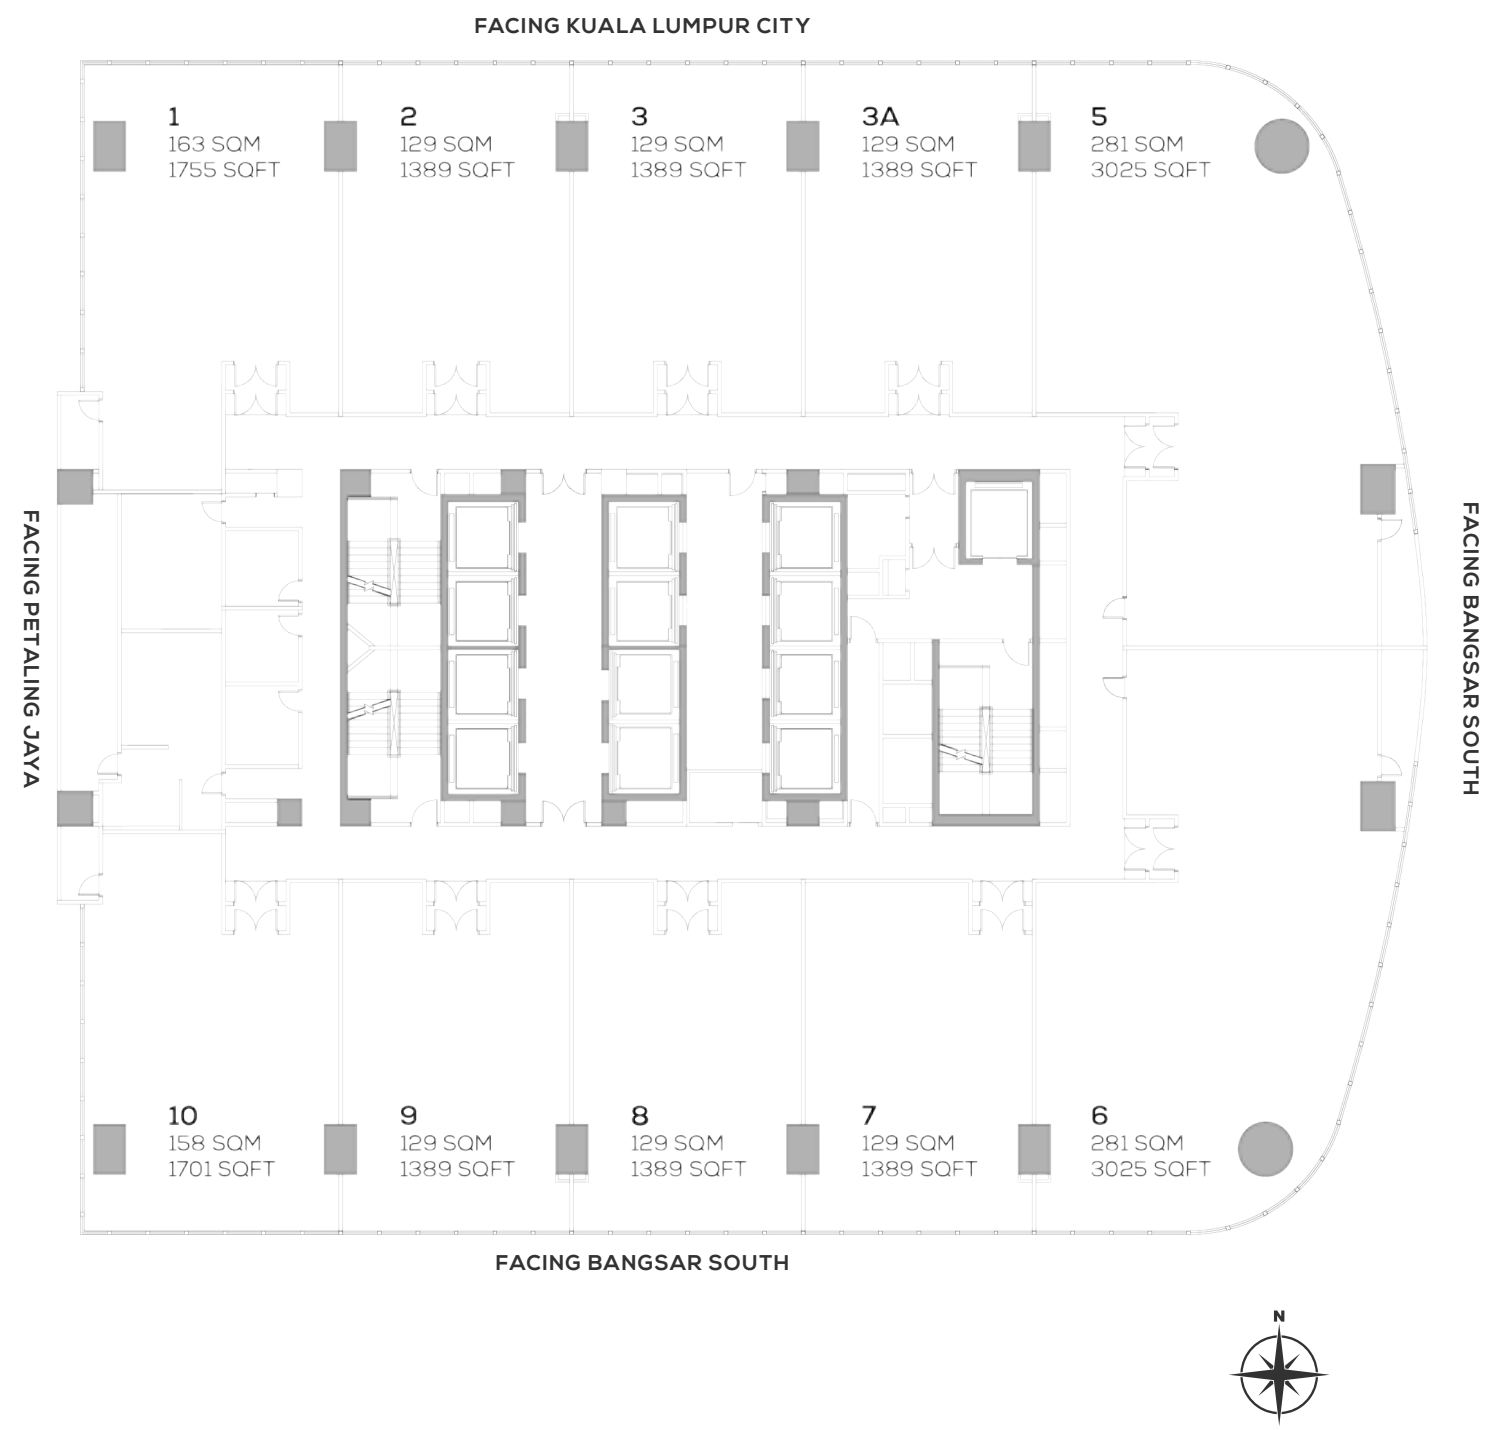 FACING KUALA LUMPUR CITY
1
163 SQM
1755 SQFT
2
129 SQM
1389 SQFT
3
129 SQM
1389 SQFT
3A
129 SQM
1389 SQFT
5
281 SQM
3025 SQFT
FACING PETALING JAYA
FACING BANGSAR SOUTH
10
158 SQM
1701 SQFT
9
129 SQM
1389 SQFT
8
129 SQM
1389 SQFT
7
129 SQM
1389 SQFT
6
281 SQM
3025 SQFT
FACING BANGSAR SOUTH
N